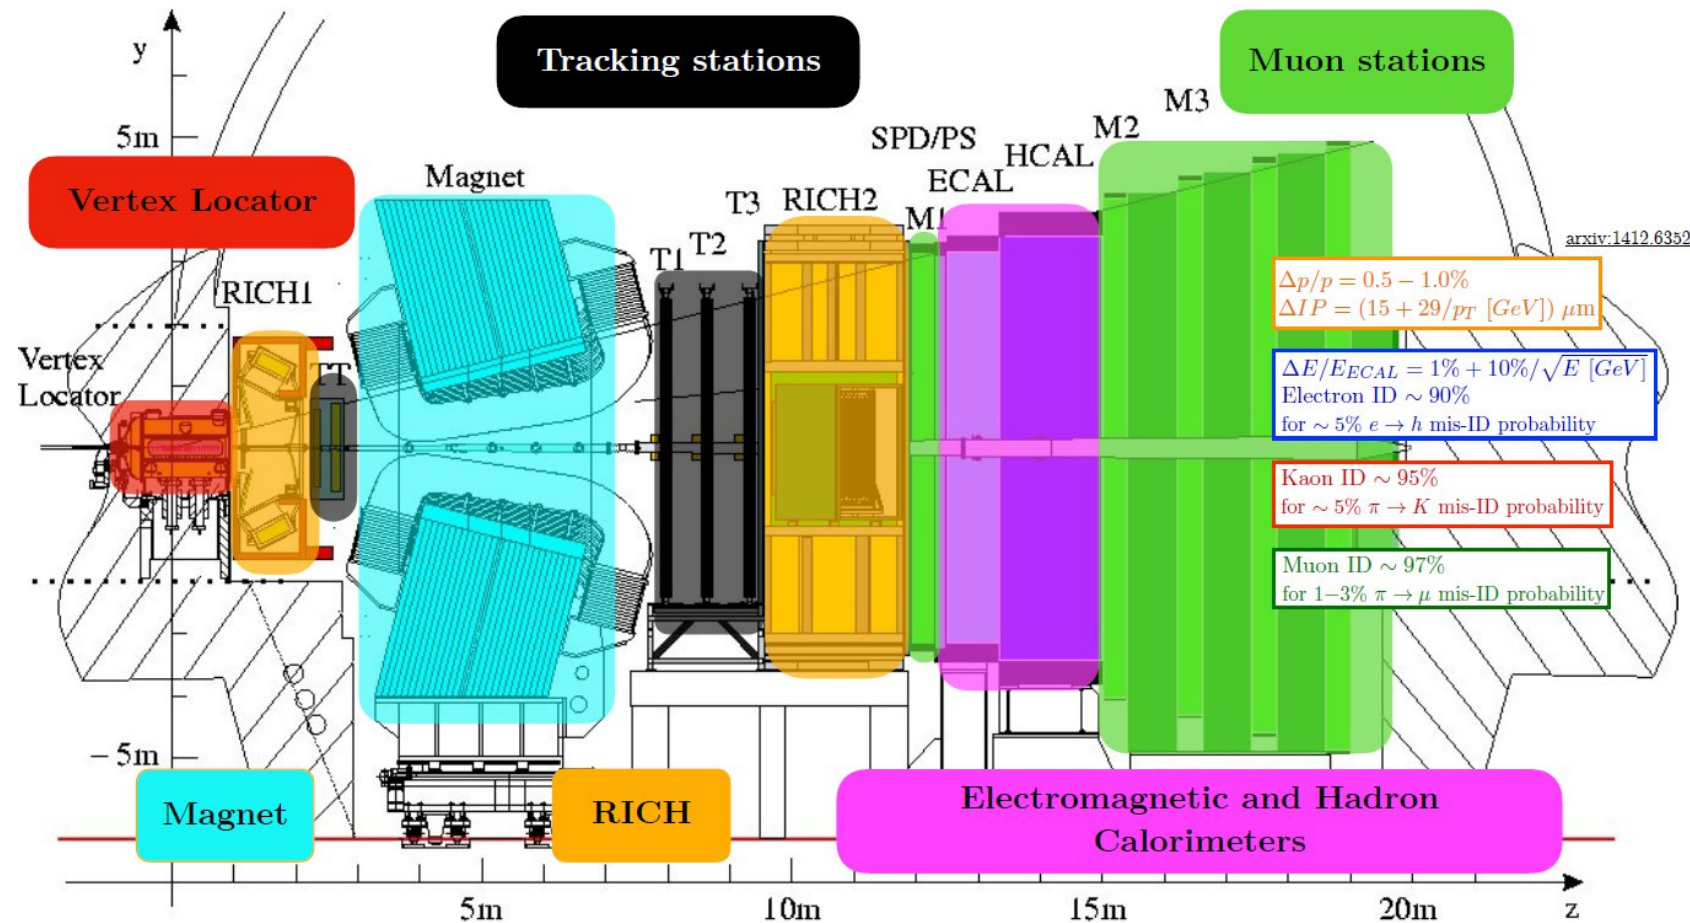 y
Tracking stations
Muon stations
M3
M2
5m
SPD/PS
HCAL
Vertex Locator
Magnet
ECAL
T3
RICH2
M1
T2
T1
arxiv:1412.6352
Δp/p = 0.5 − 1.0%
ΔIP = (15 + 29/p_T [GeV]) μm
RICH1
Vertex
Locator
TT
ΔE/E_{ECAL} = 1% + 10%/√E [GeV]
Electron ID ∼ 90%
for ∼ 5% e → h mis-ID probability
Kaon ID ∼ 95%
for ∼ 5% π → K mis-ID probability
Muon ID ∼ 97%
for 1−3% π → μ mis-ID probability
− 5m
Magnet
RICH
Electromagnetic and Hadron
Calorimeters
5m
10m
15m
20m
z